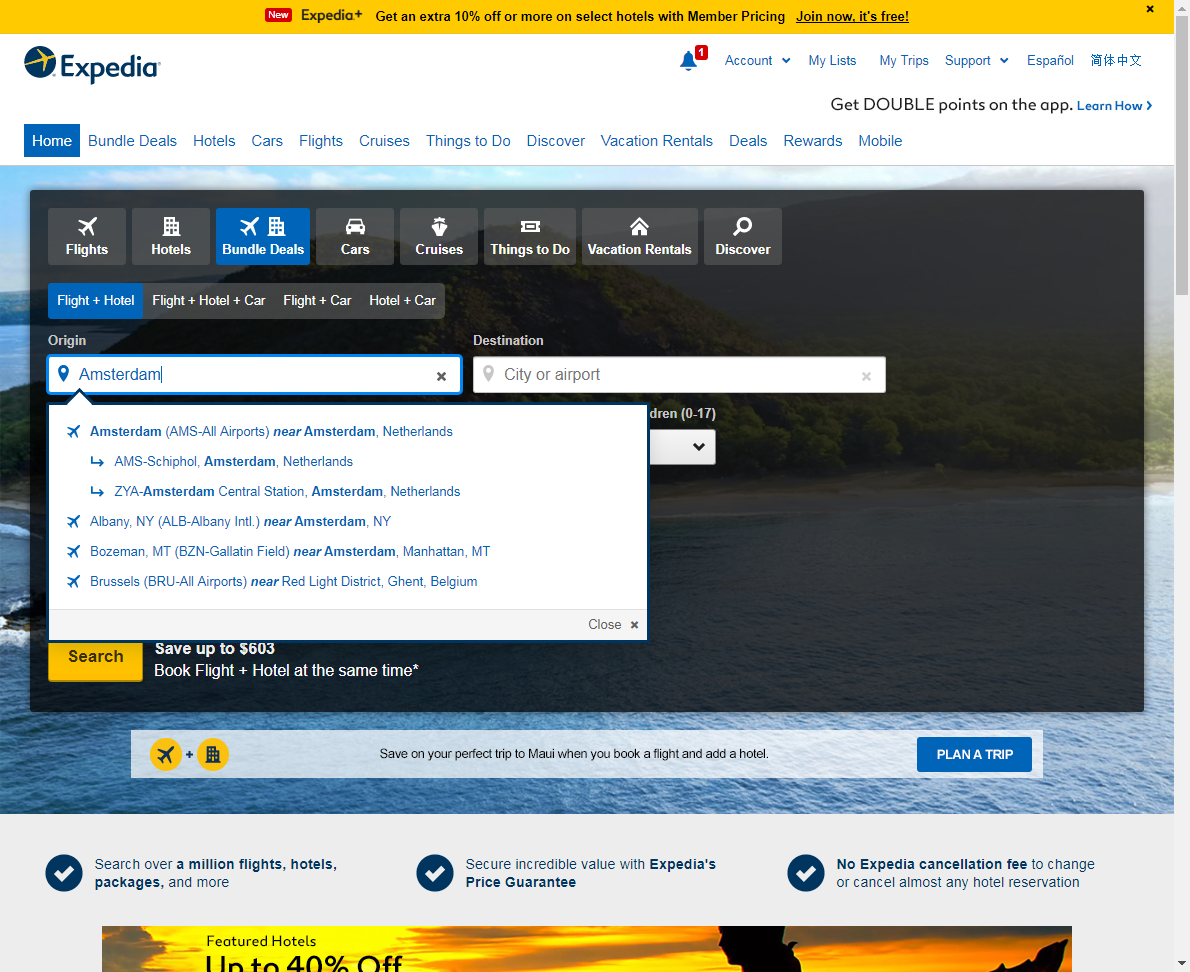 New Expedia+ Get an extra 10% off or more on select hotels with Member Pricing Join now, it's free!
Expedia
1
Account My Lists My Trips Support Español 简体中文
Get DOUBLE points on the app. Learn How
Home Bundle Deals Hotels Cars Flights Cruises Things to Do Discover Vacation Rentals Deals Rewards Mobile
Flights Hotels Bundle Deals Cars Cruises Things to Do Vacation Rentals Discover
Flight + Hotel Flight + Hotel + Car Flight + Car Hotel + Car
Origin Destination
Amsterdam City or airport
dren (0-17)
Amsterdam (AMS-All Airports) near Amsterdam, Netherlands
AMS-Schiphol, Amsterdam, Netherlands
ZYA-Amsterdam Central Station, Amsterdam, Netherlands
Albany, NY (ALB-Albany Intl.) near Amsterdam, NY
Bozeman, MT (BZN-Gallatin Field) near Amsterdam, Manhattan, MT
Brussels (BRU-All Airports) near Red Light District, Ghent, Belgium
Close
Search
Save up to $603
Book Flight + Hotel at the same time*
+ Save on your perfect trip to Maui when you book a flight and add a hotel. PLAN A TRIP
Search over a million flights, hotels,
packages, and more
Secure incredible value with Expedia's
Price Guarantee
No Expedia cancellation fee to change
or cancel almost any hotel reservation
Featured Hotels
Up to 40% Off